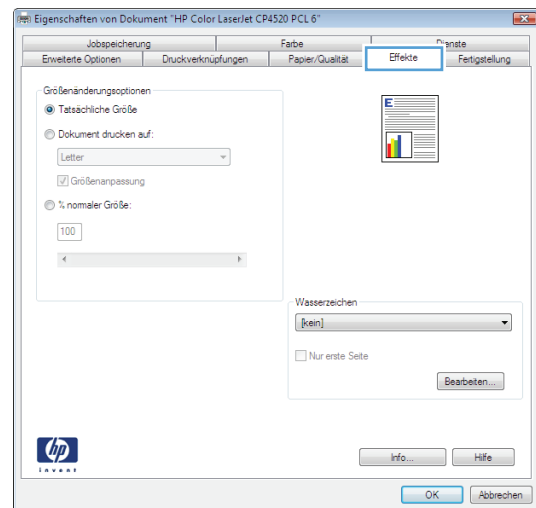 Eigenschaften von Dokument "HP Color LaserJet CP4520 PCL 6"
Jobspeicherung Farbe Dienste
Erweiterte Optionen Druckverknüpfungen Papier/Qualität Effekte Fertigstellung
Größenänderungsoptionen
Tatsächliche Größe
Dokument drucken auf:
Letter
Größenanpassung
% normaler Größe:
100
E
Wasserzeichen
[kein]
Nur erste Seite
Bearbeiten...
hp
invent
Info... Hilfe
OK Abbrechen